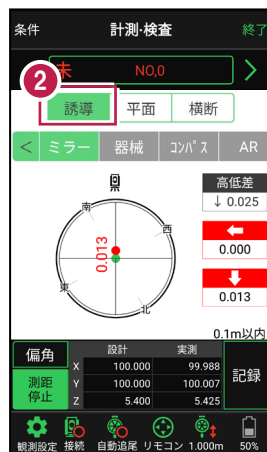 条件 計測･検査 終了
2 未 NO,0 >
誘導 平面 横断
< ミラー 器械 ｺﾝﾊﾟｽ AR
高低差
↓ 0.025
南
西
0.013
0.000
東
北
0.013
0.1m以内
偏角 設計 実測
X 100.000 99.988
測距 Y 100.000 100.007 記録
停止 Z 5.400 5.425
観測設定 接続 自動追尾 リモコン 1.000m 50%